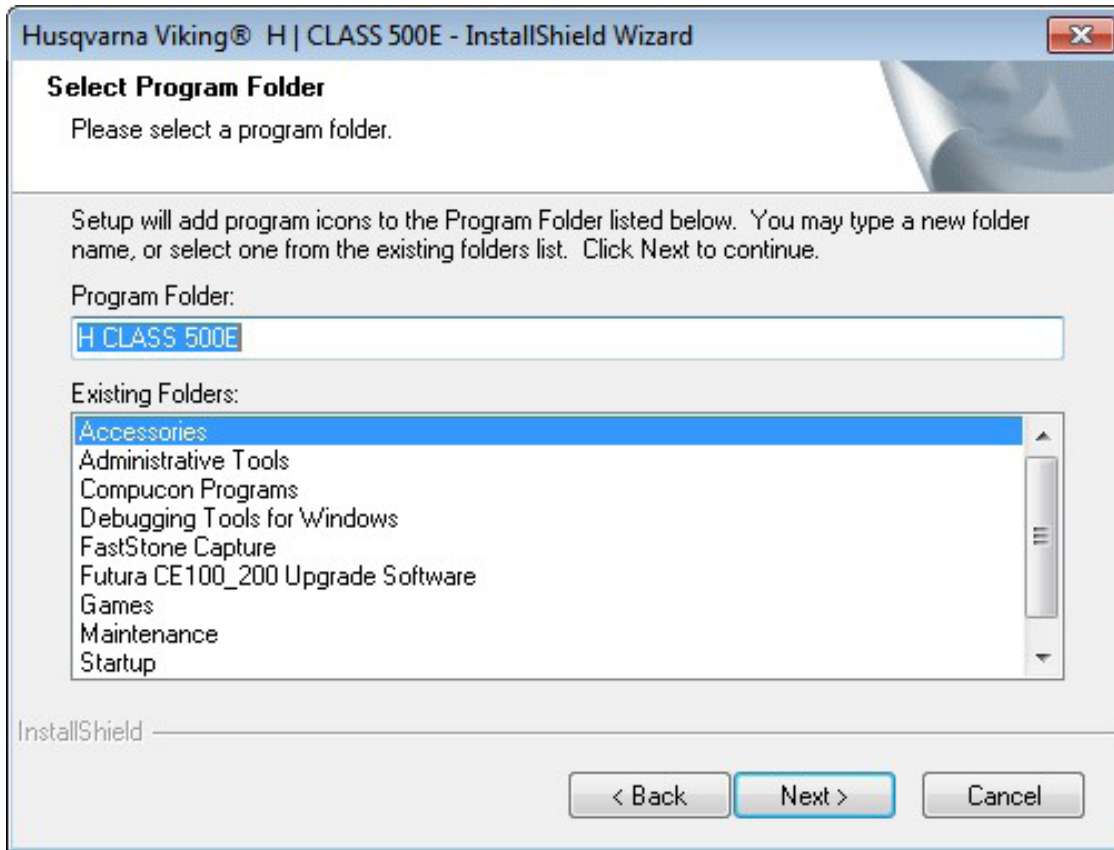 Husqvarna Viking®  H | CLASS 500E - InstallShield Wizard
Select Program Folder
Please select a program folder.
Setup will add program icons to the Program Folder listed below.  You may type a new folder
name, or select one from the existing folders list.  Click Next to continue.
Program Folder:
H CLASS 500E
Existing Folders:
Accessories
Administrative Tools
Compucon Programs
Debugging Tools for Windows
FastStone Capture
Futura CE100_200 Upgrade Software
Games
Maintenance
Startup
InstallShield
< Back
Next >
Cancel